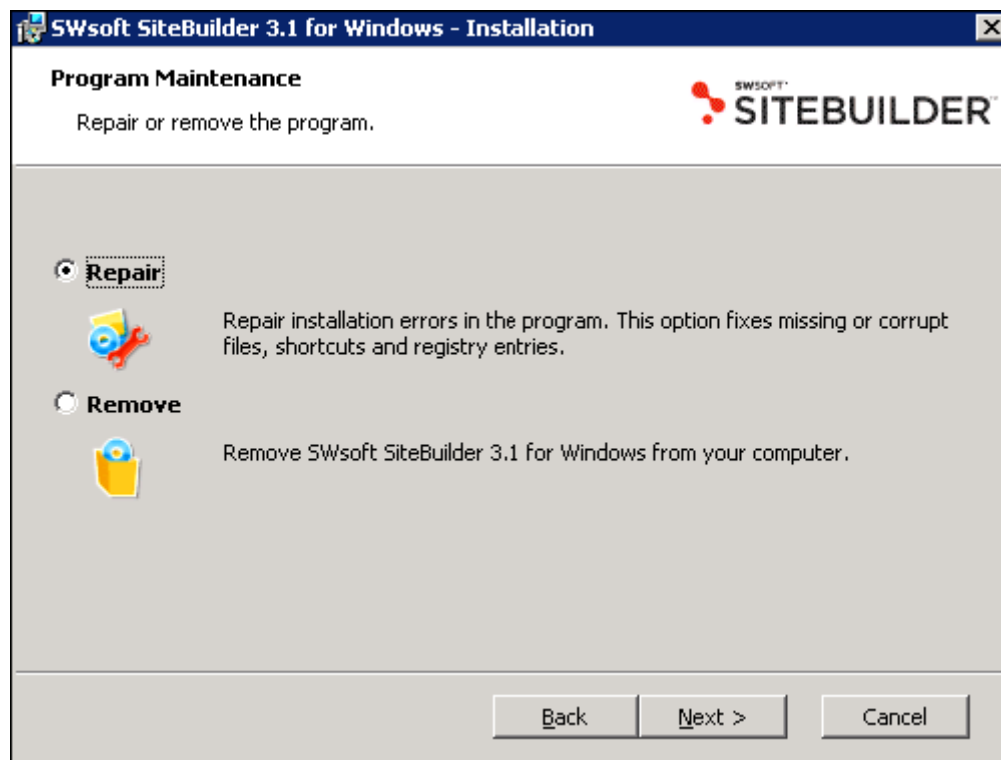 SWsoft SiteBuilder 3.1 for Windows - Installation
Program Maintenance
Repair or remove the program.
SWSOFT
SITEBUILDER
Repair
Repair installation errors in the program. This option fixes missing or corrupt
files, shortcuts and registry entries.
Remove
Remove SWsoft SiteBuilder 3.1 for Windows from your computer.
Back
Next >
Cancel